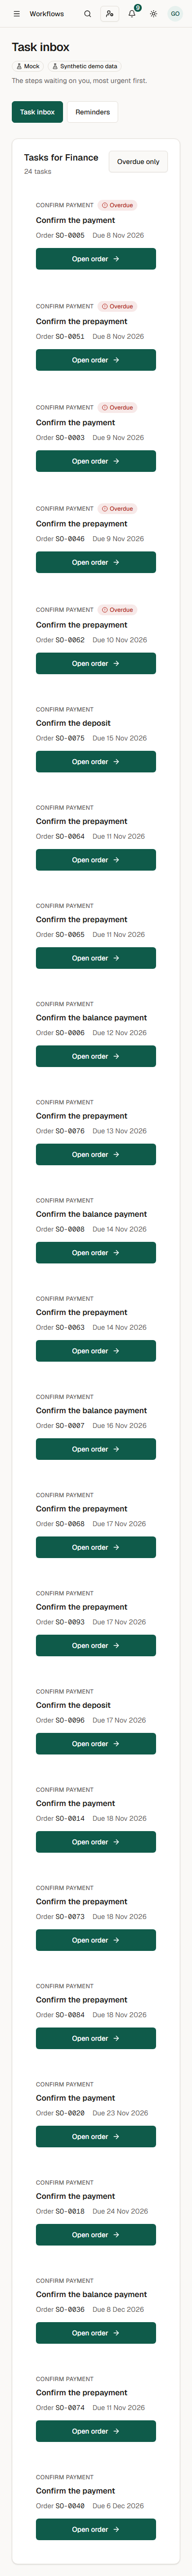 Workflows
9
GO
Task inbox
Mock
Synthetic demo data
The steps waiting on you, most urgent first.
Task inbox
Reminders
Tasks for Finance
24 tasks
Overdue only
CONFIRM PAYMENT Overdue
Confirm the payment
Order SO-0005 Due 8 Nov 2026
Open order
CONFIRM PAYMENT Overdue
Confirm the prepayment
Order SO-0051 Due 8 Nov 2026
Open order
CONFIRM PAYMENT Overdue
Confirm the payment
Order SO-0003 Due 9 Nov 2026
Open order
CONFIRM PAYMENT Overdue
Confirm the prepayment
Order SO-0046 Due 9 Nov 2026
Open order
CONFIRM PAYMENT Overdue
Confirm the prepayment
Order SO-0062 Due 10 Nov 2026
Open order
CONFIRM PAYMENT
Confirm the deposit
Order SO-0075 Due 15 Nov 2026
Open order
CONFIRM PAYMENT
Confirm the prepayment
Order SO-0064 Due 11 Nov 2026
Open order
CONFIRM PAYMENT
Confirm the prepayment
Order SO-0065 Due 11 Nov 2026
Open order
CONFIRM PAYMENT
Confirm the balance payment
Order SO-0006 Due 12 Nov 2026
Open order
CONFIRM PAYMENT
Confirm the prepayment
Order SO-0076 Due 13 Nov 2026
Open order
CONFIRM PAYMENT
Confirm the balance payment
Order SO-0008 Due 14 Nov 2026
Open order
CONFIRM PAYMENT
Confirm the prepayment
Order SO-0063 Due 14 Nov 2026
Open order
CONFIRM PAYMENT
Confirm the balance payment
Order SO-0007 Due 16 Nov 2026
Open order
CONFIRM PAYMENT
Confirm the prepayment
Order SO-0068 Due 17 Nov 2026
Open order
CONFIRM PAYMENT
Confirm the prepayment
Order SO-0093 Due 17 Nov 2026
Open order
CONFIRM PAYMENT
Confirm the deposit
Order SO-0096 Due 17 Nov 2026
Open order
CONFIRM PAYMENT
Confirm the payment
Order SO-0014 Due 18 Nov 2026
Open order
CONFIRM PAYMENT
Confirm the prepayment
Order SO-0073 Due 18 Nov 2026
Open order
CONFIRM PAYMENT
Confirm the prepayment
Order SO-0084 Due 18 Nov 2026
Open order
CONFIRM PAYMENT
Confirm the payment
Order SO-0020 Due 23 Nov 2026
Open order
CONFIRM PAYMENT
Confirm the payment
Order SO-0018 Due 24 Nov 2026
Open order
CONFIRM PAYMENT
Confirm the balance payment
Order SO-0036 Due 8 Dec 2026
Open order
CONFIRM PAYMENT
Confirm the prepayment
Order SO-0074 Due 11 Nov 2026
Open order
CONFIRM PAYMENT
Confirm the payment
Order SO-0040 Due 6 Dec 2026
Open order